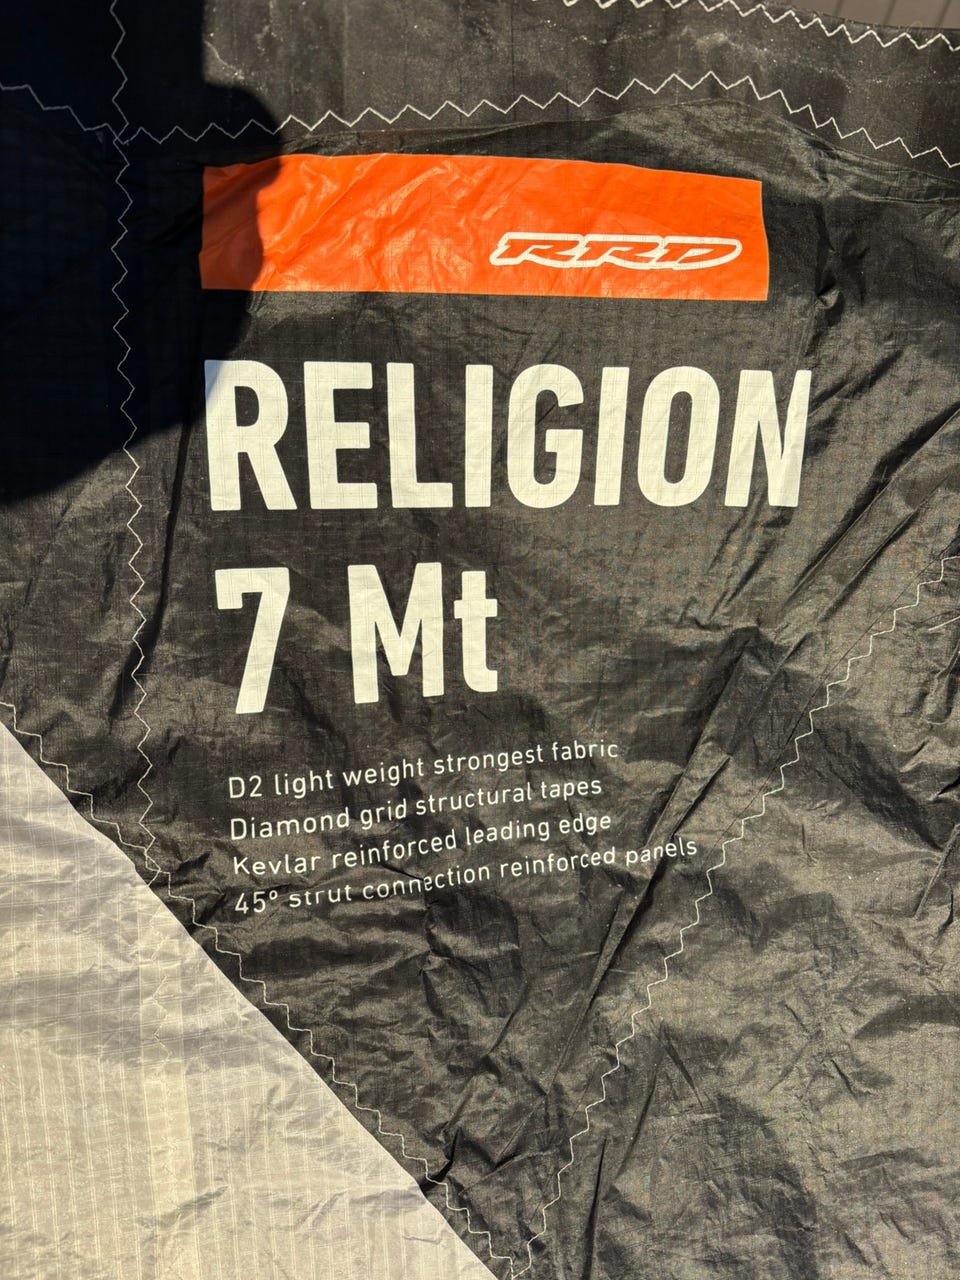 RRD
RELIGION
7 Mt
D2 light weight strongest fabric
Diamond grid structural tapes
Kevlar reinforced leading edge
45º strut connection reinforced panels